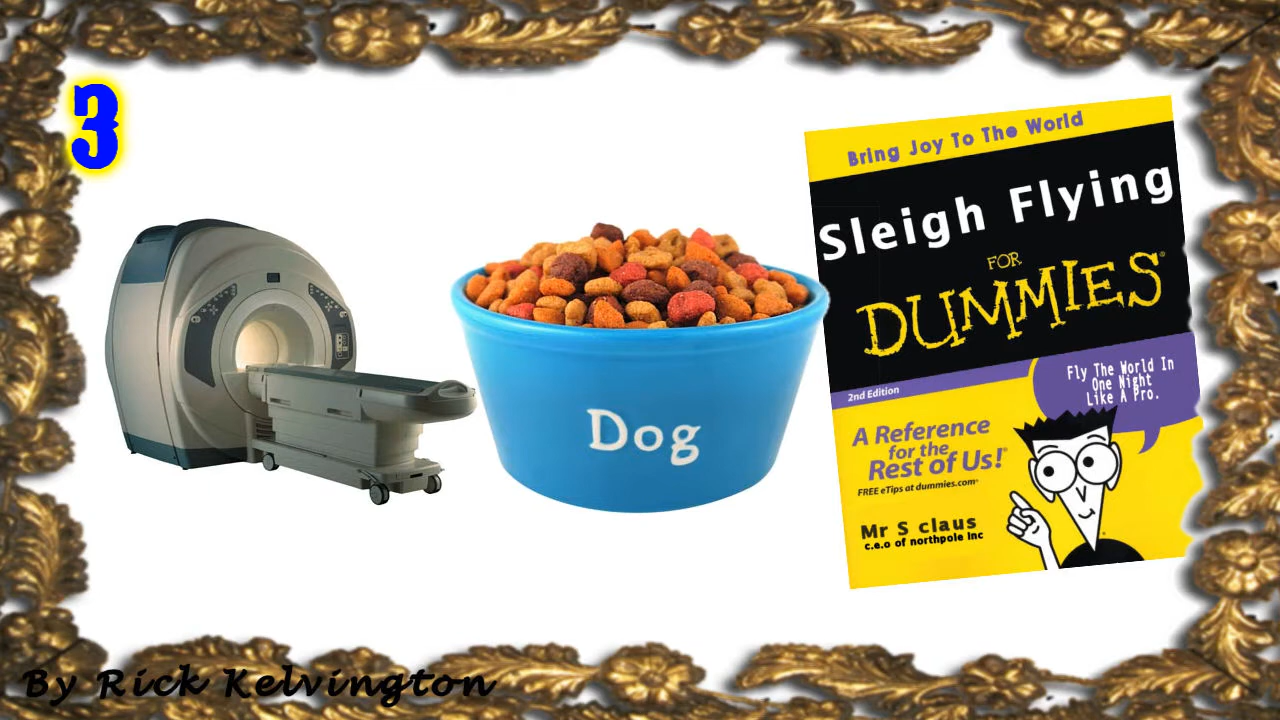 3
Bring Joy To The World
Sleigh Flying
FOR
DUMMIES®
Fly The World In
One Night
Like A Pro.
2nd Edition
A Reference
for the
Rest of Us!®
FREE eTips at dummies.com®
Mr S claus
c.e.o of northpole inc
Dog
By Rick Kelvington